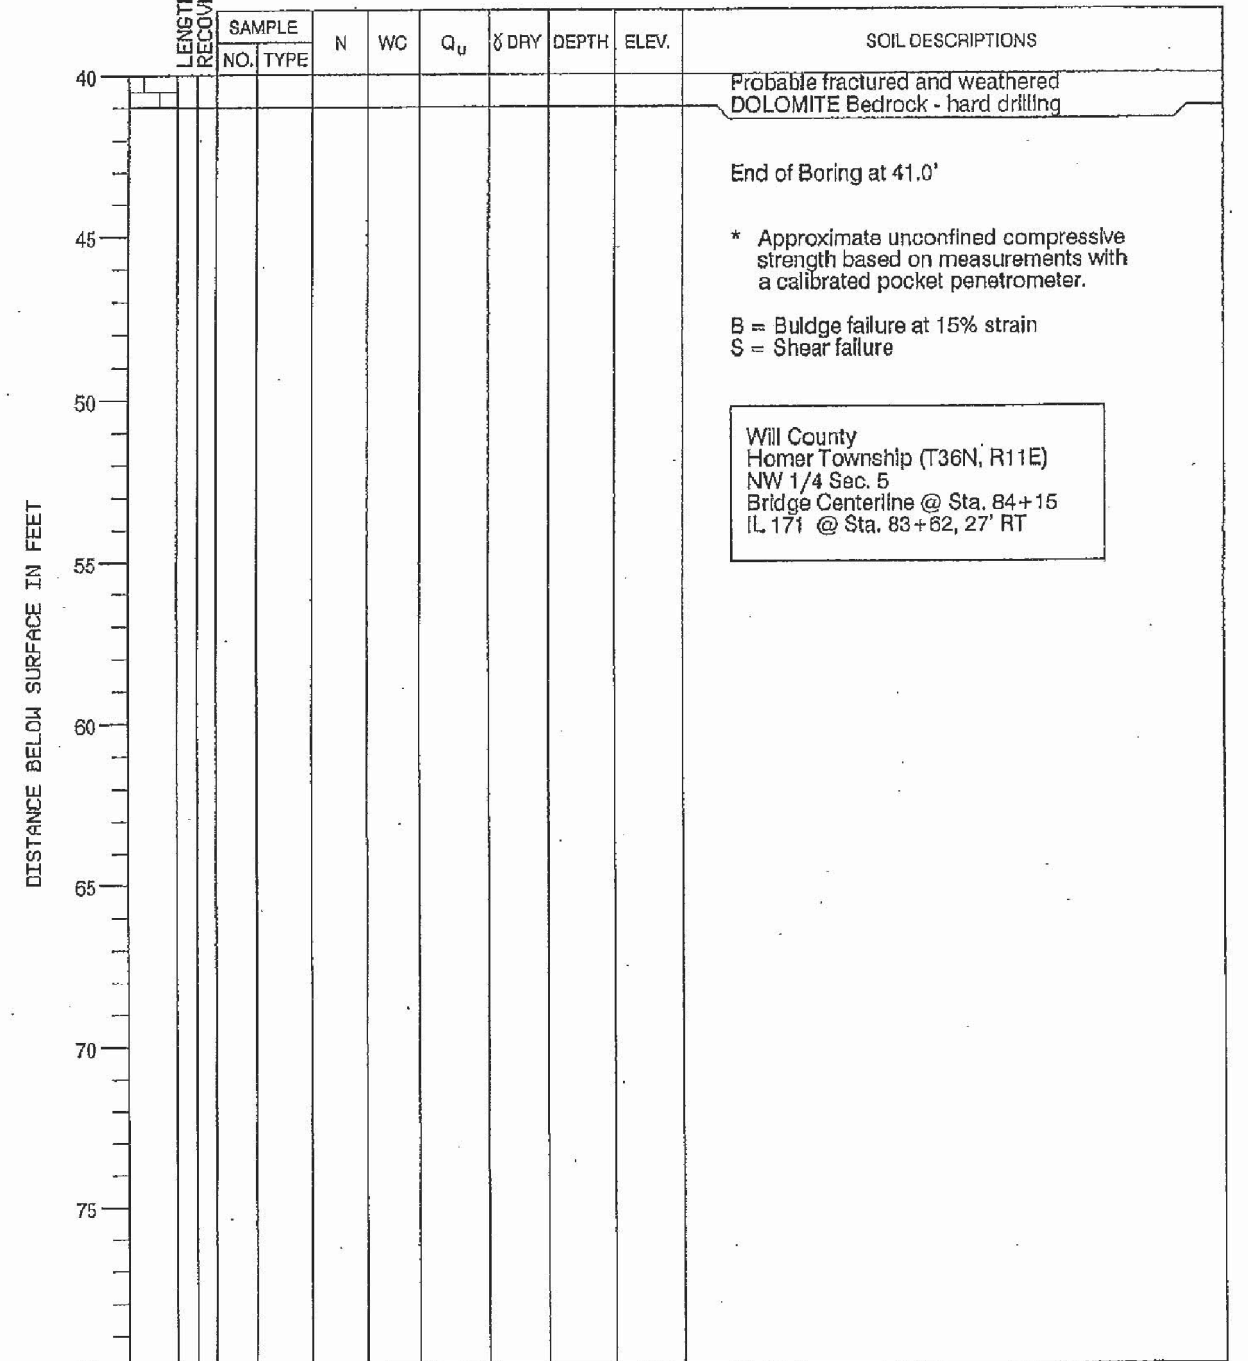 SAMPLE
NO. TYPE
N
WC
Qu
γ DRY
DEPTH
ELEV.
SOIL DESCRIPTIONS
40
Probable fractured and weathered
DOLOMITE Bedrock - hard drilling
End of Boring at 41.0'
45
* Approximate unconfined compressive
strength based on measurements with
a calibrated pocket penetrometer.
B = Buldge failure at 15% strain
S = Shear failure
50
Will County
Homer Township (T36N, R11E)
NW 1/4 Sec. 5
Bridge Centerline @ Sta. 84+15
IL 171 @ Sta. 83+62, 27' RT
DISTANCE BELOW SURFACE IN FEET
55
60
65
70
75